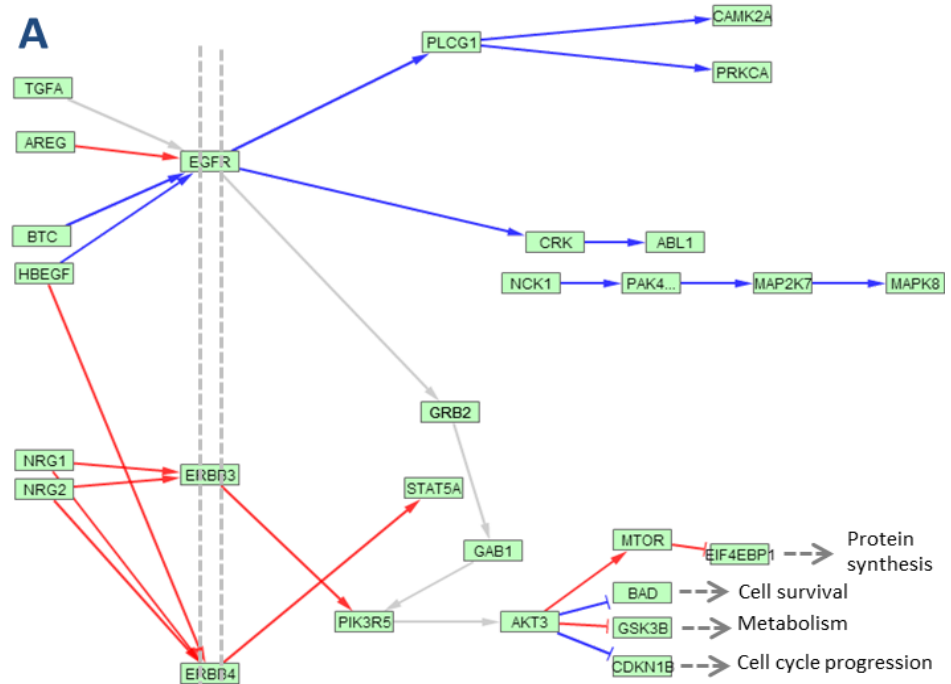 A
CAMK2A
PLCG1
PRKCA
TGFA
AREG
EGFR
BTC
CRK
ABL1
HBEGF
NCK1
PAK4...
MAP2K7
MAPK8
GRB2
NRG1
ERBB3
NRG2
STAT5A
GAB1
MTOR
EIF4EBP1
Protein
synthesis
BAD
Cell survival
PIK3R5
AKT3
GSK3B
Metabolism
ERBB4
CDKN1B
Cell cycle progression